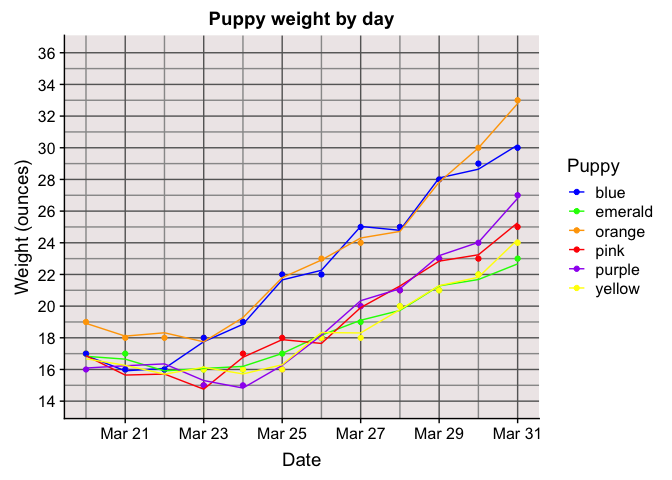 Puppy weight by day
36
34
32
30
28
26
24
22
20
18
16
14
Weight (ounces)
Mar 21 Mar 23 Mar 25 Mar 27 Mar 29 Mar 31
Date
Puppy
blue
emerald
orange
pink
purple
yellow